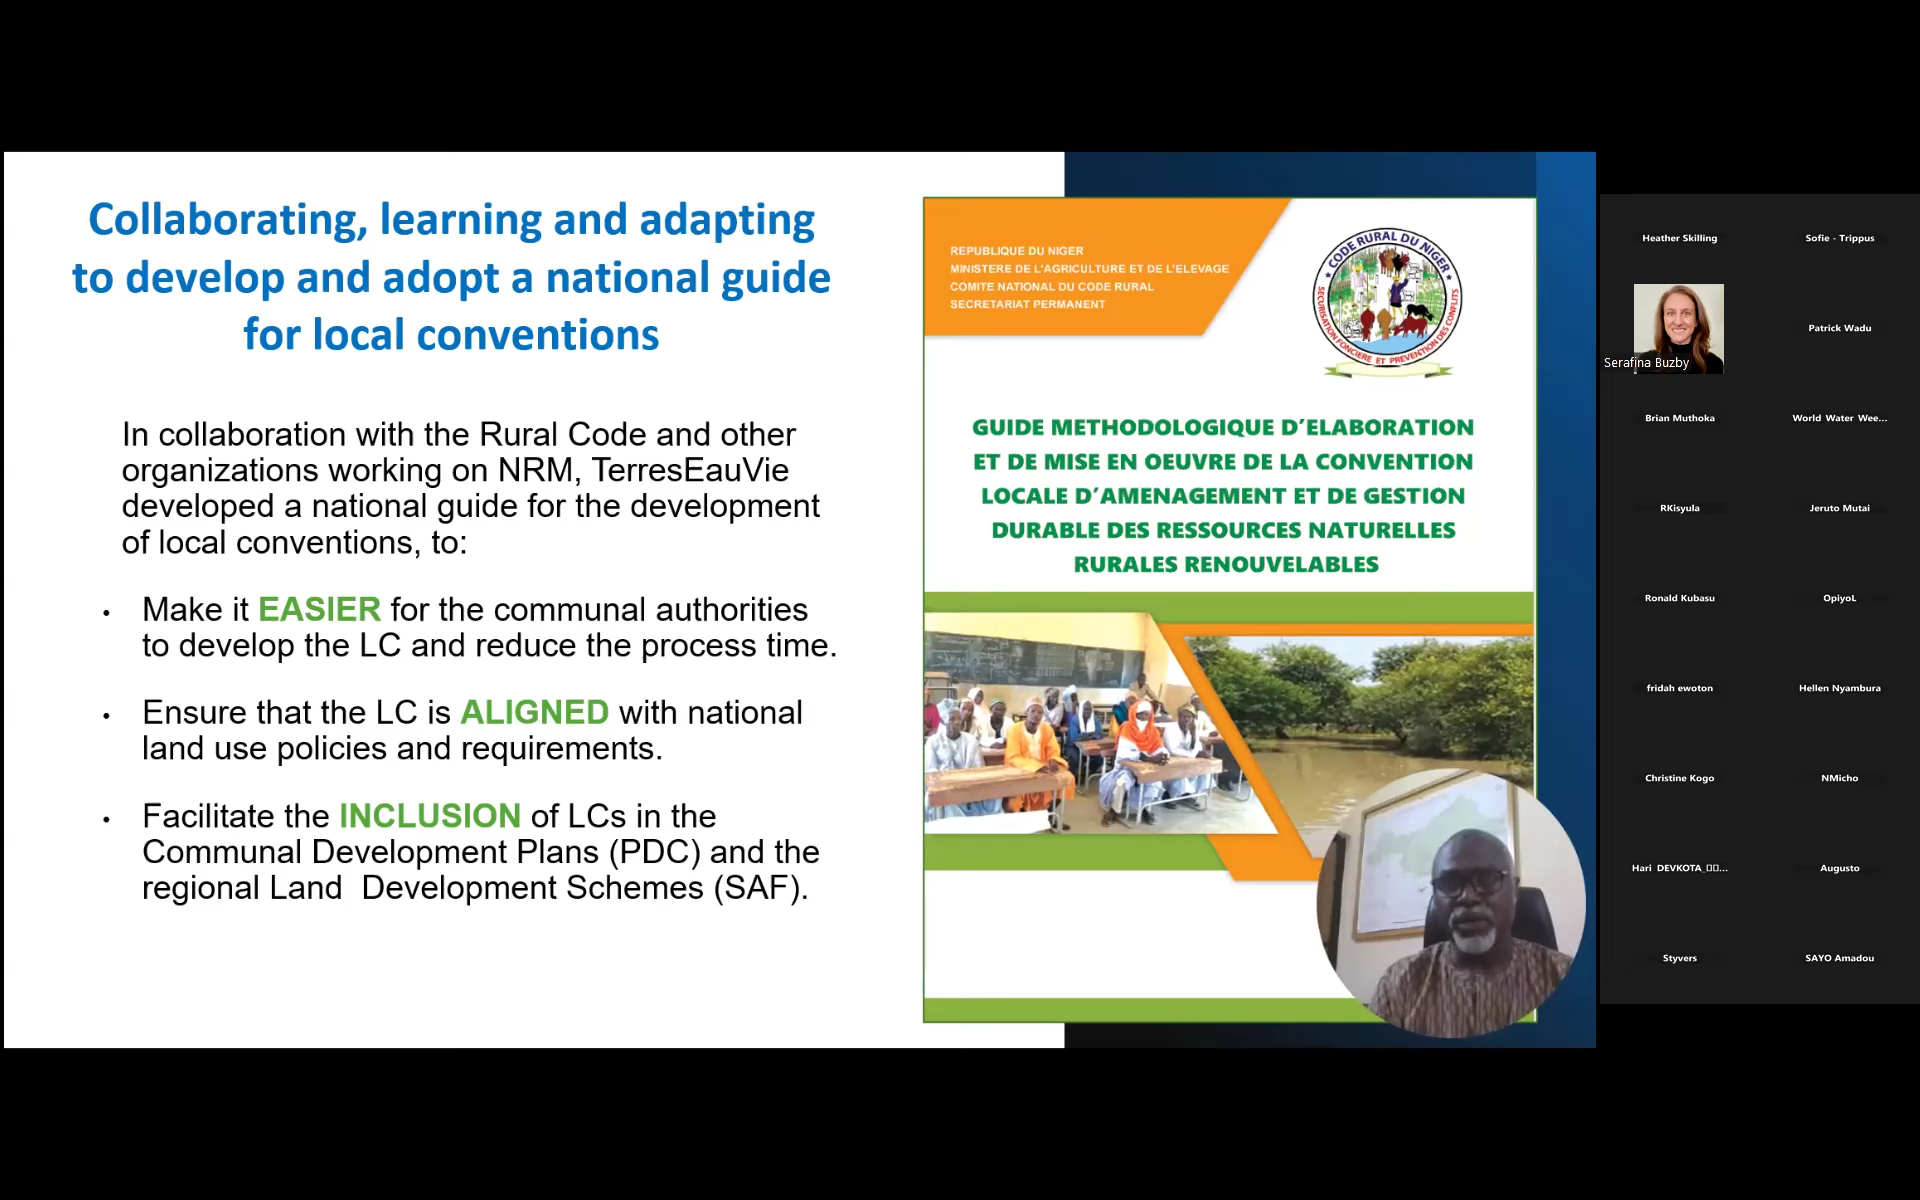 Collaborating, learning and adapting
to develop and adopt a national guide
for local conventions
In collaboration with the Rural Code and other
organizations working on NRM, TerresEauVie
developed a national guide for the development
of local conventions, to:
• Make it EASIER for the communal authorities
to develop the LC and reduce the process time.
• Ensure that the LC is ALIGNED with national
land use policies and requirements.
• Facilitate the INCLUSION of LCs in the
Communal Development Plans (PDC) and the
regional Land Development Schemes (SAF).
REPUBLIQUE DU NIGER
MINISTERE DE L'AGRICULTURE ET DE L'ELEVAGE
COMITE NATIONAL DU CODE RURAL
SECRETARIAT PERMANENT
CODE RURAL DU NIGER
SECURISATION FONCIERE ET PREVENTION DES CONFLITS
GUIDE METHODOLOGIQUE D'ELABORATION
ET DE MISE EN OEUVRE DE LA CONVENTION
LOCALE D'AMENAGEMENT ET DE GESTION
DURABLE DES RESSOURCES NATURELLES
RURALES RENOUVELABLES
Heather Skilling
Sofie - Trippus
Serafina Buzby
Patrick Wadu
Brian Muthoka
World Water Wee...
RKisyula
Jeruto Mutai
Ronald Kubasu
OpiyoL
fridah ewoton
Hellen Nyambura
Christine Kogo
NMicho
Hari DEVKOTA_▯▯...
Augusto
Styvers
SAYO Amadou